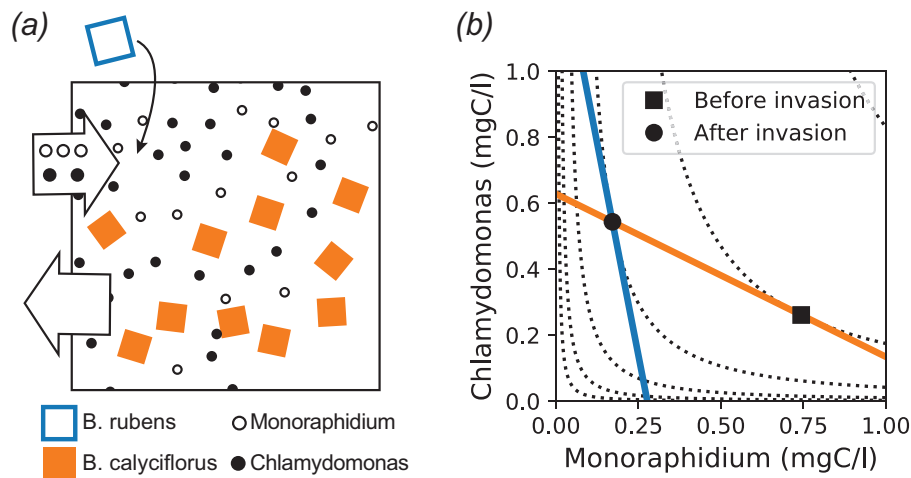 (a)
B. rubens
Monoraphidium
B. calyciflorus
Chlamydomonas
(b)
Chlamydomonas (mgC/l)
1.0
0.8
0.6
0.4
0.2
0.0
Before invasion
After invasion
0.00 0.25 0.50 0.75 1.00
Monoraphidium (mgC/l)